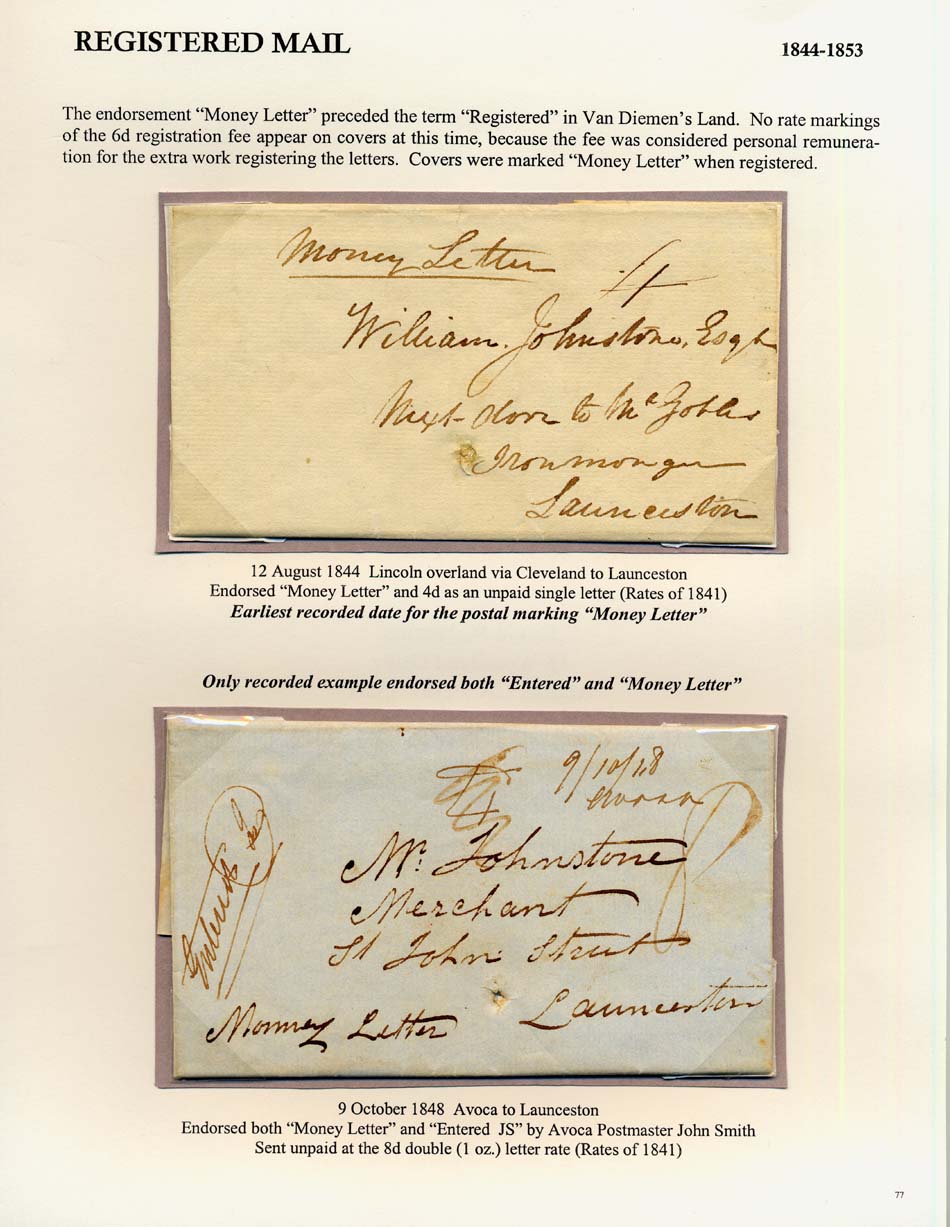 REGISTERED MAIL
1844-1853
The endorsement “Money Letter” preceded the term “Registered” in Van Diemen’s Land. No rate markings
of the 6d registration fee appear on covers at this time, because the fee was considered personal remunera-
tion for the extra work registering the letters. Covers were marked “Money Letter” when registered.
Money Letter
4
William Johnstone, Esqr
Next door to
Ironmonger
Launceston
12 August 1844 Lincoln overland via Cleveland to Launceston
Endorsed “Money Letter” and 4d as an unpaid single letter (Rates of 1841)
Earliest recorded date for the postal marking “Money Letter”
Only recorded example endorsed both “Entered” and “Money Letter”
9/10/48
Avoca
4
8
Entered JS
Mr. Johnstone
Merchant
St John Street
Launceston
Monney Letter
9 October 1848 Avoca to Launceston
Endorsed both “Money Letter” and “Entered JS” by Avoca Postmaster John Smith
Sent unpaid at the 8d double (1 oz.) letter rate (Rates of 1841)
77